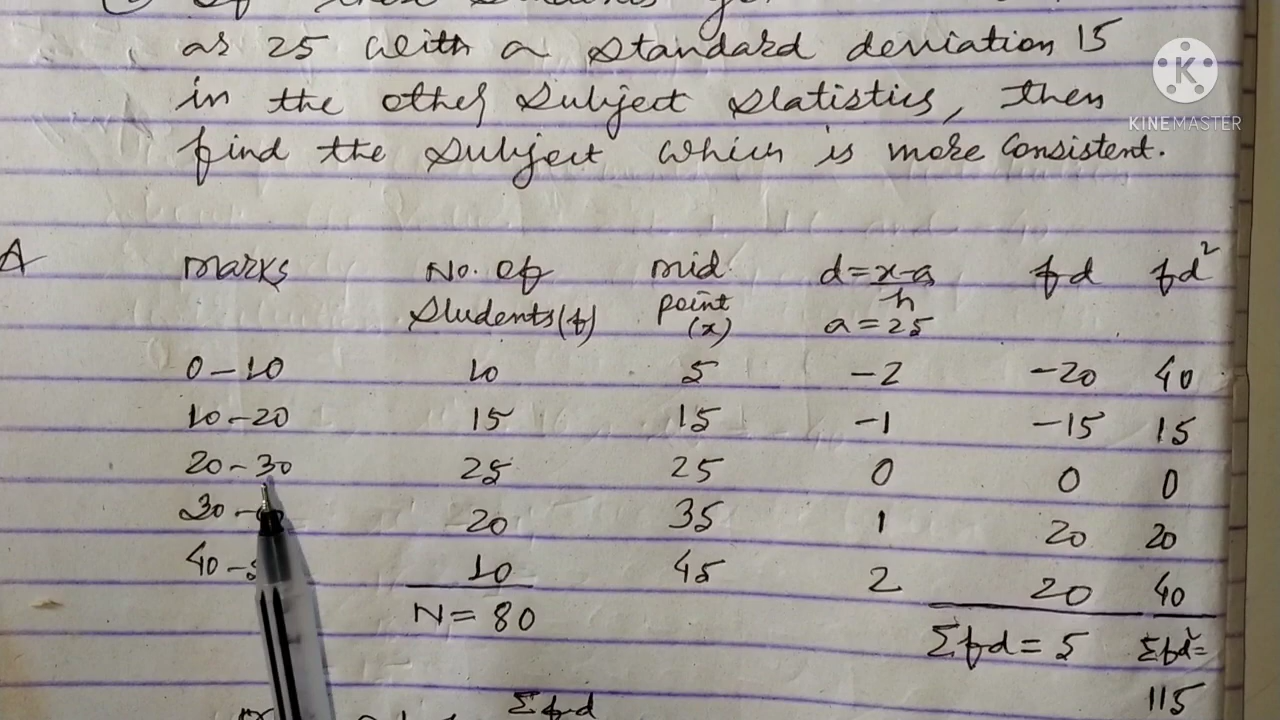 as 25 with a standard deviation 15
in the other subject statistics, then
find the subject which is more consistent.
KINEMASTER
A marks No. of students (f) mid point (x) d = x-a/h a = 25 fd fd²
0-10 10 5 -2 -20 40
10-20 15 15 -1 -15 15
20-30 25 25 0 0 0
30- 20 35 1 20 20
40- 10 45 2 20 40
N = 80 Σfd = 5 Σfd² = 115
Σfd